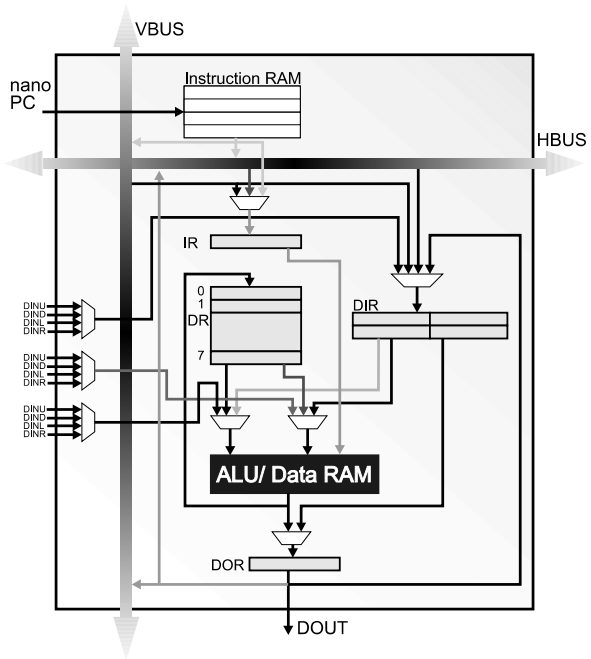 VBUS
Instruction RAM
nano
PC
HBUS
IR
0
1
DR
7
DIR
DINU
DIND
DINL
DINR
DINU
DIND
DINL
DINR
DINU
DIND
DINL
DINR
ALU/ Data RAM
DOR
DOUT